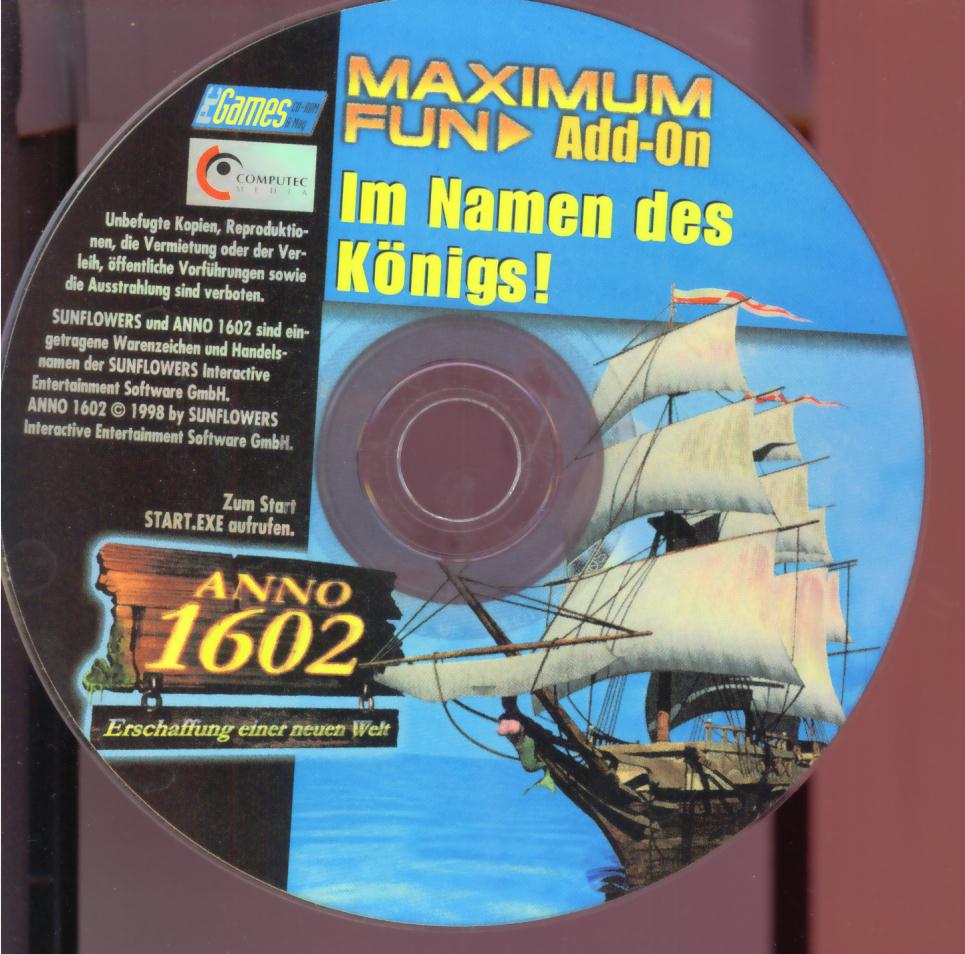 PC Games CD-ROM
& Mag
COMPUTEC
MEDIA
MAXIMUM
FUN Add-On
Im Namen des
Königs!
Unbefugte Kopien, Reproduktio-
nen, die Vermietung oder der Ver-
leih, öffentliche Vorführungen sowie
die Ausstrahlung sind verboten.
SUNFLOWERS und ANNO 1602 sind ein-
getragene Warenzeichen und Handels-
namen der SUNFLOWERS Interactive
Entertainment Software GmbH.
ANNO 1602 © 1998 by SUNFLOWERS
Interactive Entertainment Software GmbH.
Zum Start
START.EXE aufrufen.
ANNO
1602
Erschaffung einer neuen Welt